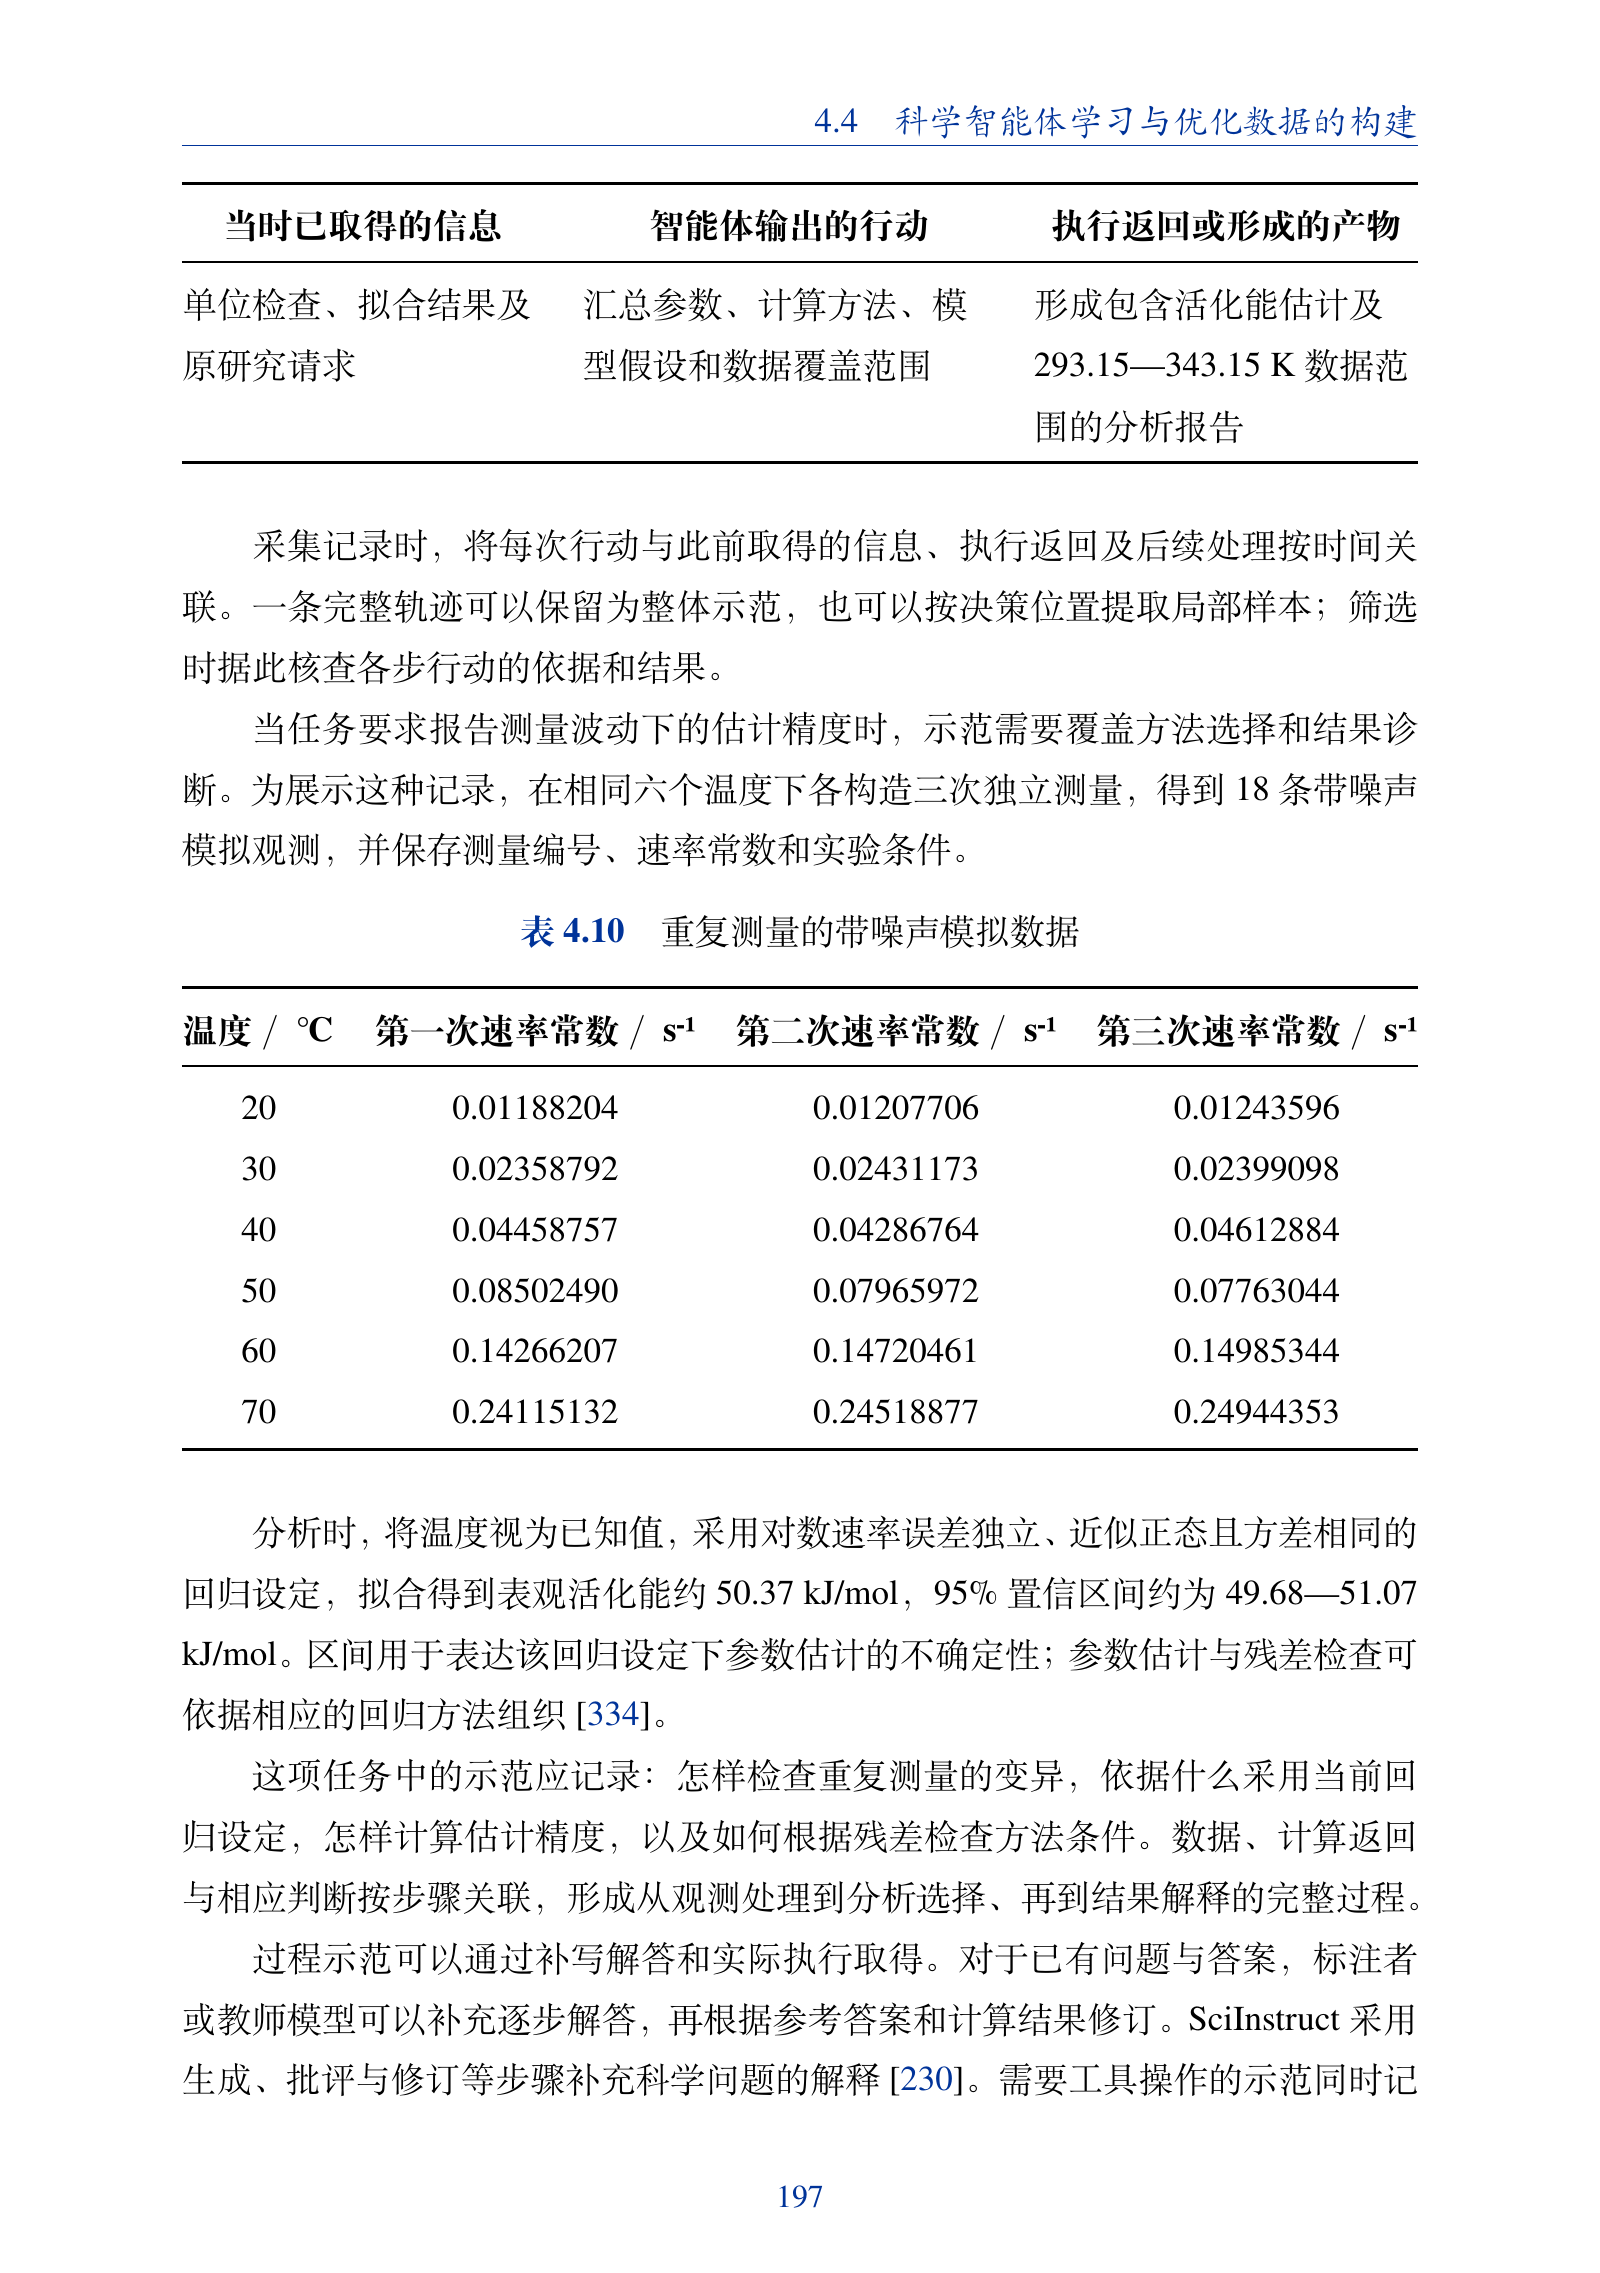 4.4 科学智能体学习与优化数据的构建
当时已取得的信息 智能体输出的行动 执行返回或形成的产物
单位检查、拟合结果及 汇总参数、计算方法、模 形成包含活化能估计及
原研究请求 型假设和数据覆盖范围 293.15—343.15 K 数据范
围的分析报告
采集记录时，将每次行动与此前取得的信息、执行返回及后续处理按时间关
联。一条完整轨迹可以保留为整体示范，也可以按决策位置提取局部样本；筛选
时据此核查各步行动的依据和结果。
当任务要求报告测量波动下的估计精度时，示范需要覆盖方法选择和结果诊
断。为展示这种记录，在相同六个温度下各构造三次独立测量，得到 18 条带噪声
模拟观测，并保存测量编号、速率常数和实验条件。
表 4.10 重复测量的带噪声模拟数据
温度 / ℃ 第一次速率常数 / s⁻¹ 第二次速率常数 / s⁻¹ 第三次速率常数 / s⁻¹
20 0.01188204 0.01207706 0.01243596
30 0.02358792 0.02431173 0.02399098
40 0.04458757 0.04286764 0.04612884
50 0.08502490 0.07965972 0.07763044
60 0.14266207 0.14720461 0.14985344
70 0.24115132 0.24518877 0.24944353
分析时，将温度视为已知值，采用对数速率误差独立、近似正态且方差相同的
回归设定，拟合得到表观活化能约 50.37 kJ/mol，95% 置信区间约为 49.68—51.07
kJ/mol。区间用于表达该回归设定下参数估计的不确定性；参数估计与残差检查可
依据相应的回归方法组织 [334]。
这项任务中的示范应记录：怎样检查重复测量的变异，依据什么采用当前回
归设定，怎样计算估计精度，以及如何根据残差检查方法条件。数据、计算返回
与相应判断按步骤关联，形成从观测处理到分析选择、再到结果解释的完整过程。
过程示范可以通过补写解答和实际执行取得。对于已有问题与答案，标注者
或教师模型可以补充逐步解答，再根据参考答案和计算结果修订。SciInstruct 采用
生成、批评与修订等步骤补充科学问题的解释 [230]。需要工具操作的示范同时记
197